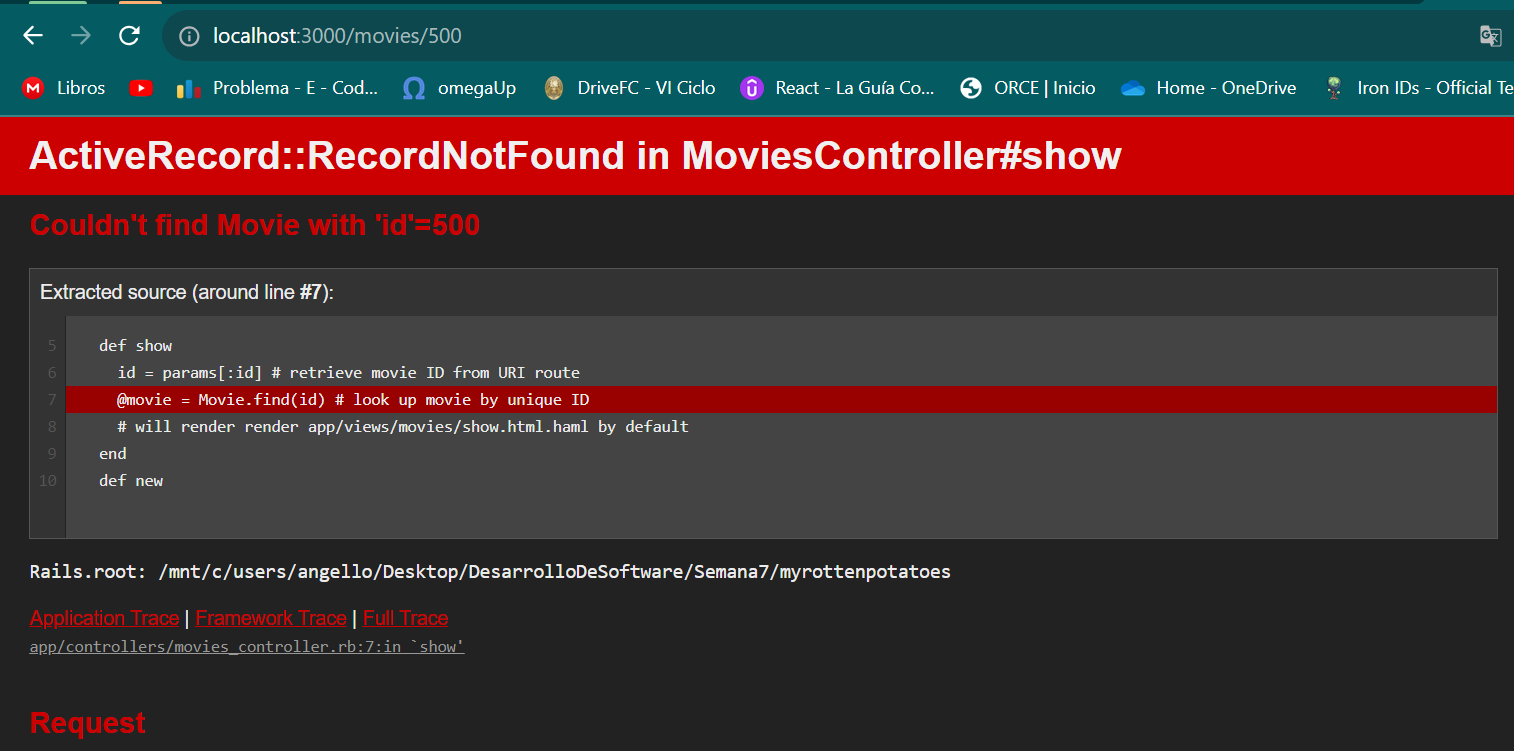 localhost:3000/movies/500
Libros Problema - E - Cod... omegaUp DriveFC - VI Ciclo React - La Guía Co... ORCE | Inicio Home - OneDrive Iron IDs - Official Te
ActiveRecord::RecordNotFound in MoviesController#show
Couldn't find Movie with 'id'=500
Extracted source (around line #7):
5 def show
6 id = params[:id] # retrieve movie ID from URI route
7 @movie = Movie.find(id) # look up movie by unique ID
8 # will render render app/views/movies/show.html.haml by default
9 end
10 def new
Rails.root: /mnt/c/users/angello/Desktop/DesarrolloDeSoftware/Semana7/myrottenpotatoes
Application Trace | Framework Trace | Full Trace
app/controllers/movies_controller.rb:7:in `show'
Request